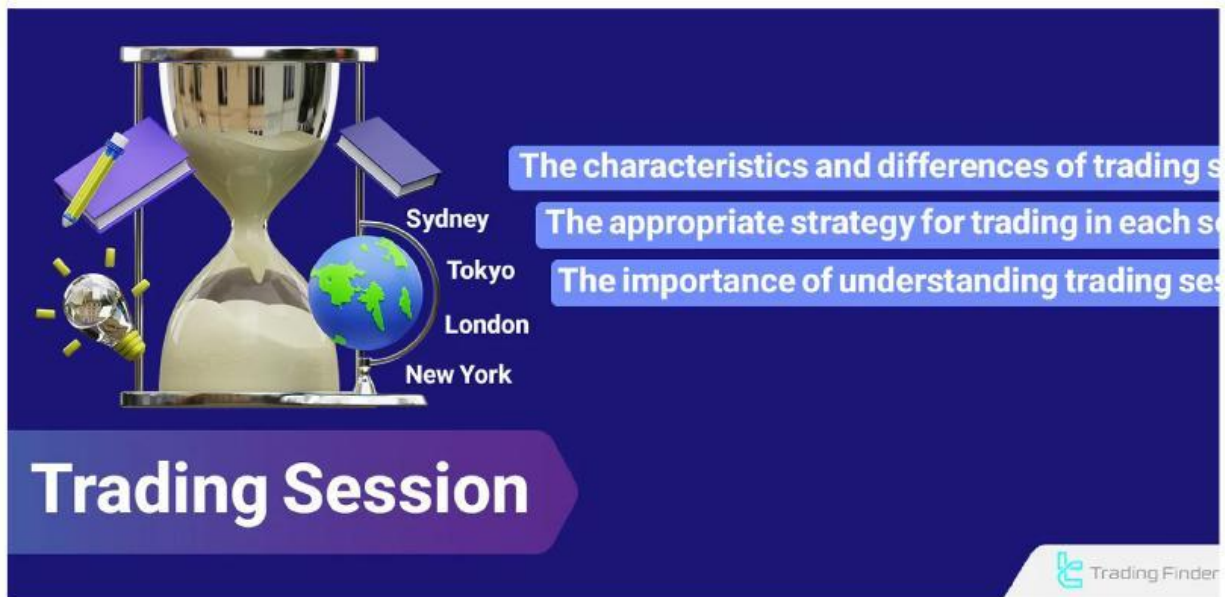 The characteristics and differences of trading s
The appropriate strategy for trading in each s
The importance of understanding trading ses
Sydney
Tokyo
London
New York
Trading Session
Trading Finder